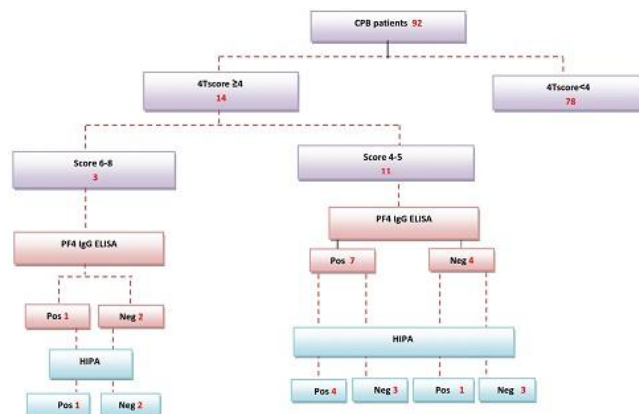 CPB patients 92
4Tscore ≥4
14
4Tscore<4
78
Score 6-8
3
Score 4-5
11
PF4 IgG ELISA
PF4 IgG ELISA
Pos 7
Neg 4
Pos 1
Neg 2
HIPA
HIPA
Pos 1
Neg 2
Pos 4
Neg 3
Pos 1
Neg 3